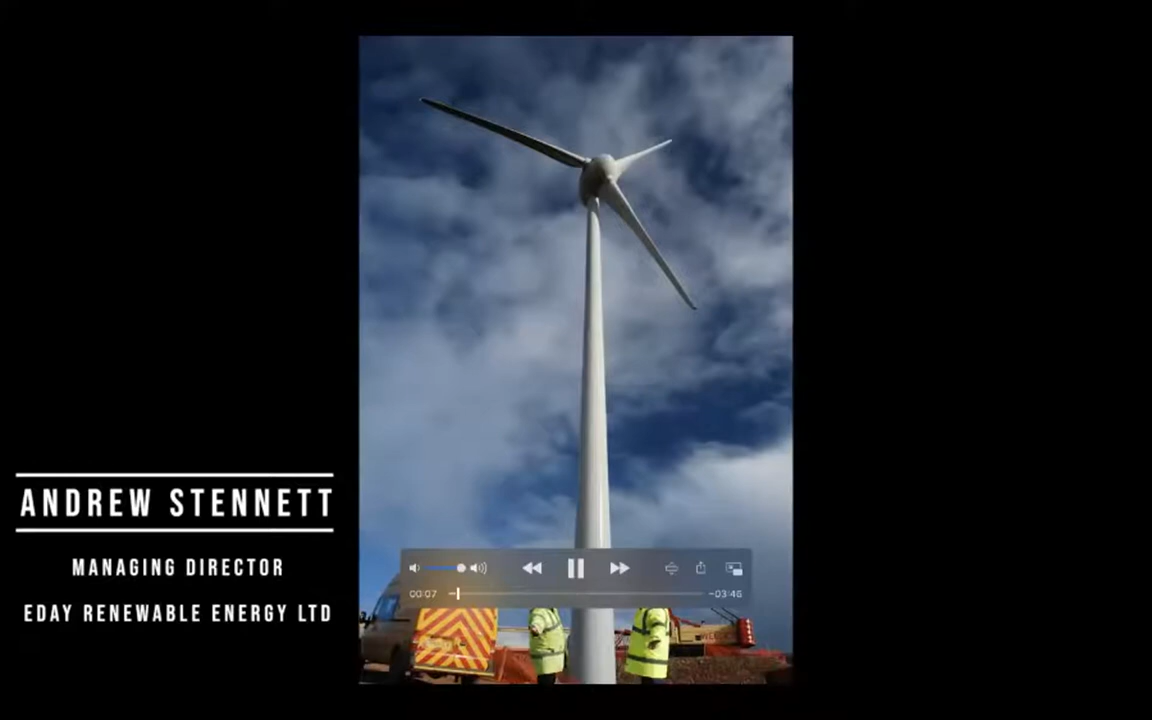 ANDREW STENNETT
MANAGING DIRECTOR
EDAY RENEWABLE ENERGY LTD
00:07
-03:46